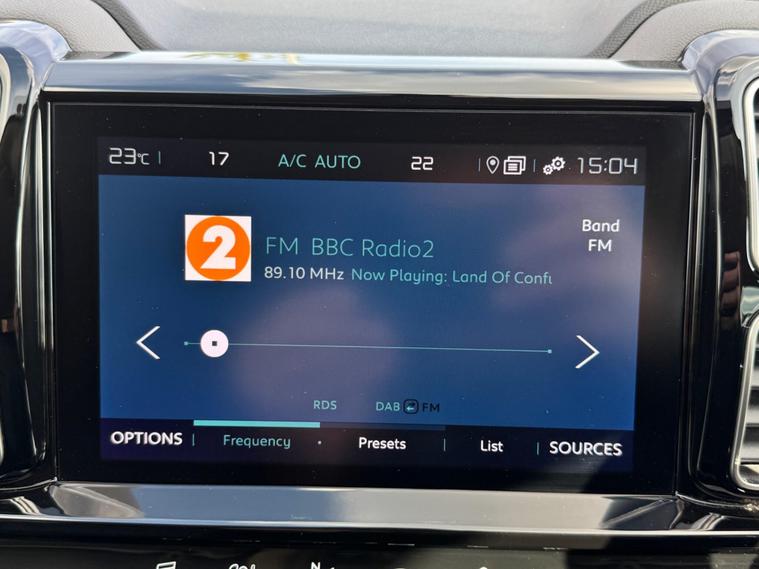 23°C 17 A/C AUTO 22 15:04
2 FM BBC Radio2
89.10 MHz Now Playing: Land Of Conf
Band
FM
RDS DAB FM
OPTIONS Frequency Presets List SOURCES